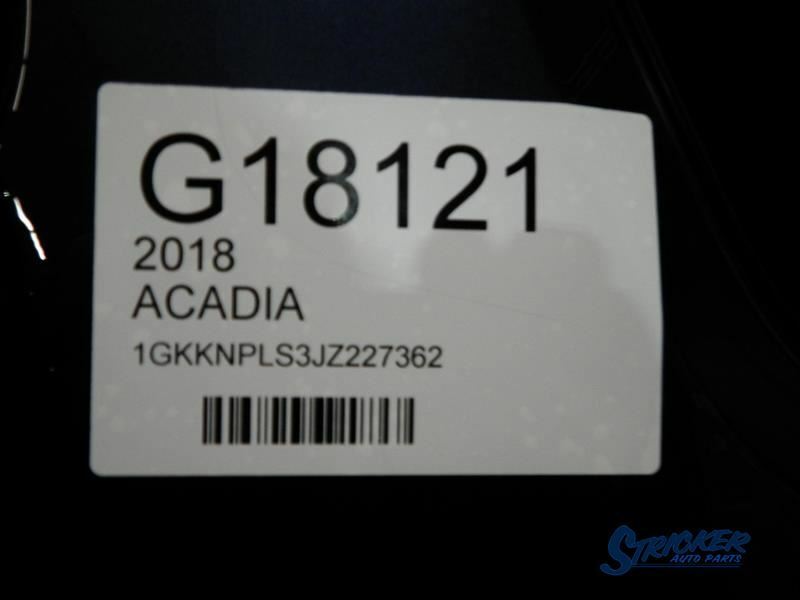 G18121
2018
ACADIA
1GKKNPLS3JZ227362
STRICKER
AUTO PARTS